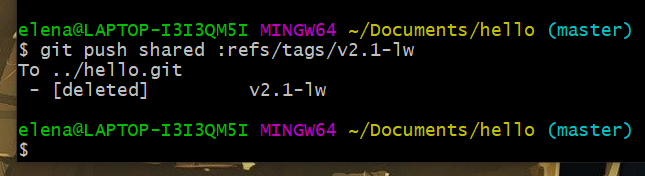 elena@LAPTOP-I3I3QM5I MINGW64 ~/Documents/hello (master)
$ git push shared :refs/tags/v2.1-lw
To ../hello.git
 - [deleted]         v2.1-lw
elena@LAPTOP-I3I3QM5I MINGW64 ~/Documents/hello (master)
$